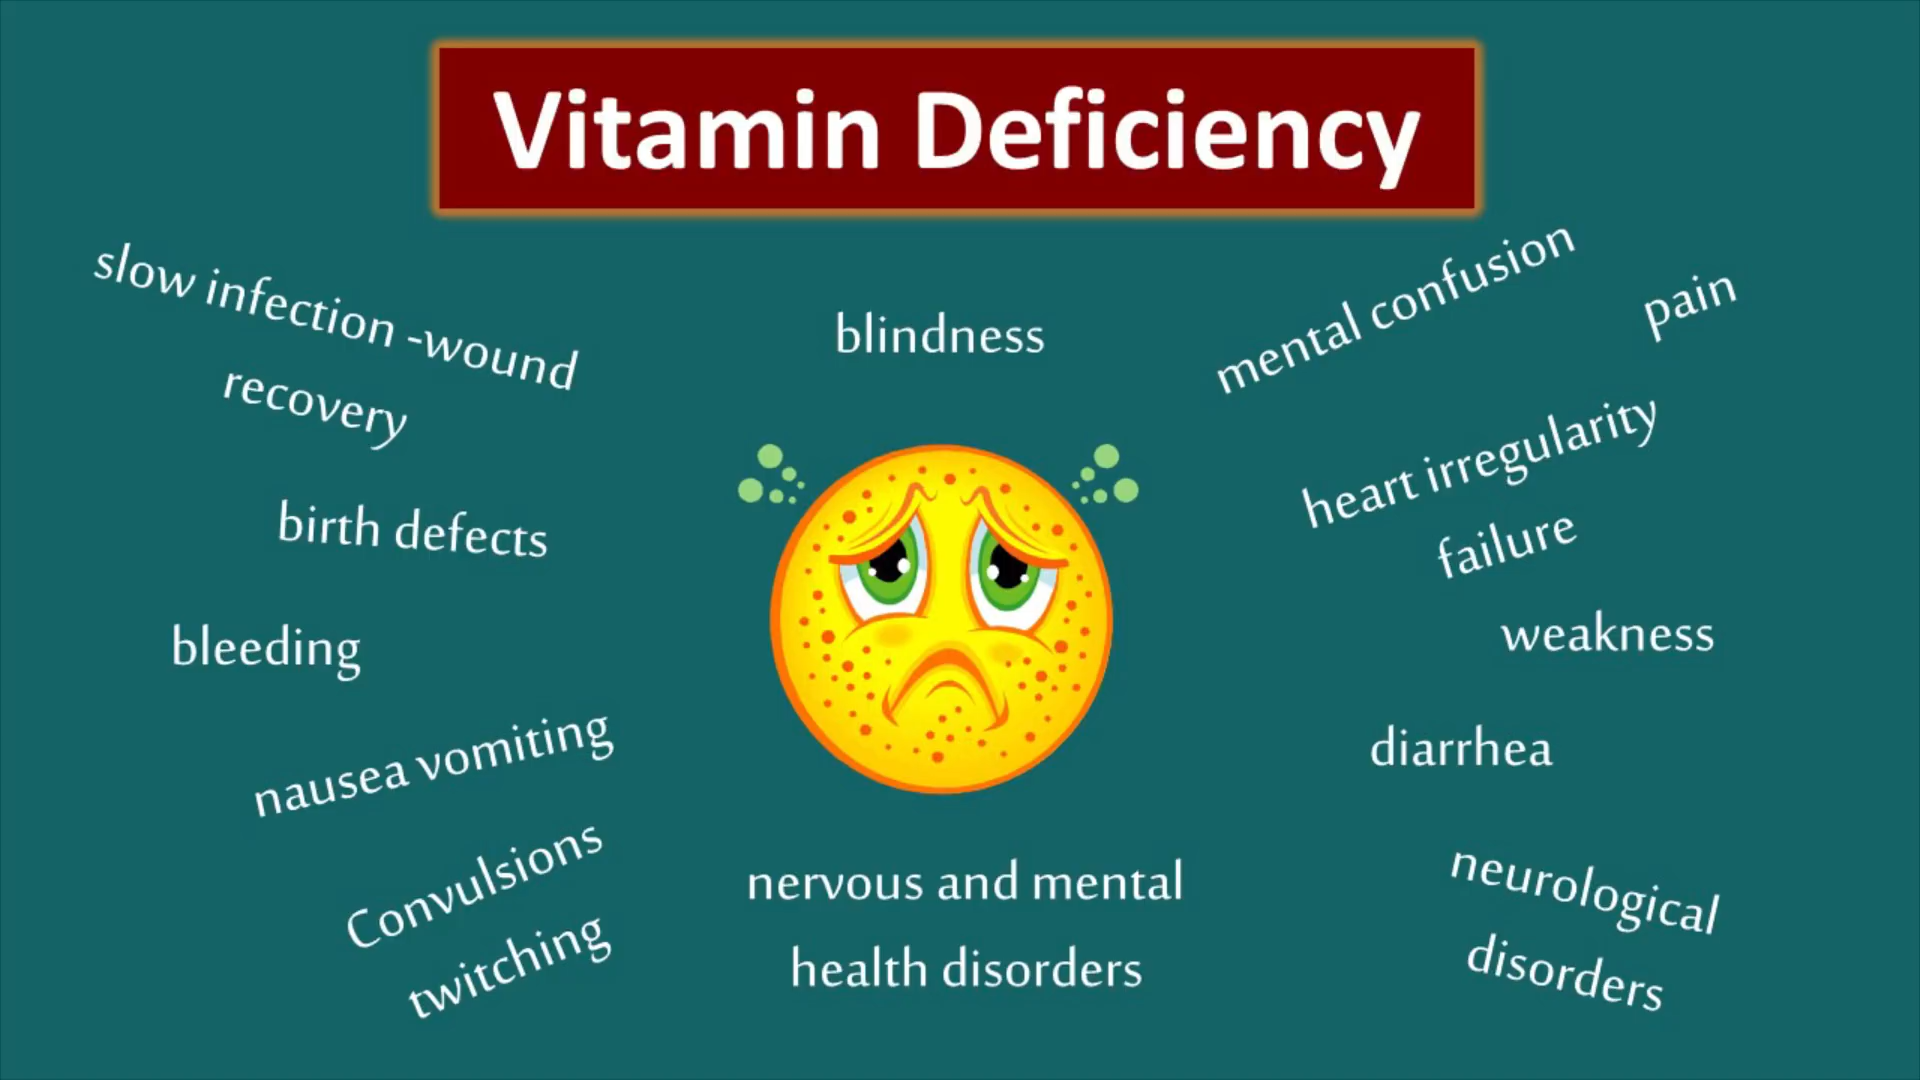 Vitamin Deficiency
slow infection -wound
recovery
blindness
mental confusion
pain
heart irregularity
failure
birth defects
bleeding
weakness
nausea vomiting
diarrhea
Convulsions
twitching
nervous and mental
health disorders
neurological
disorders